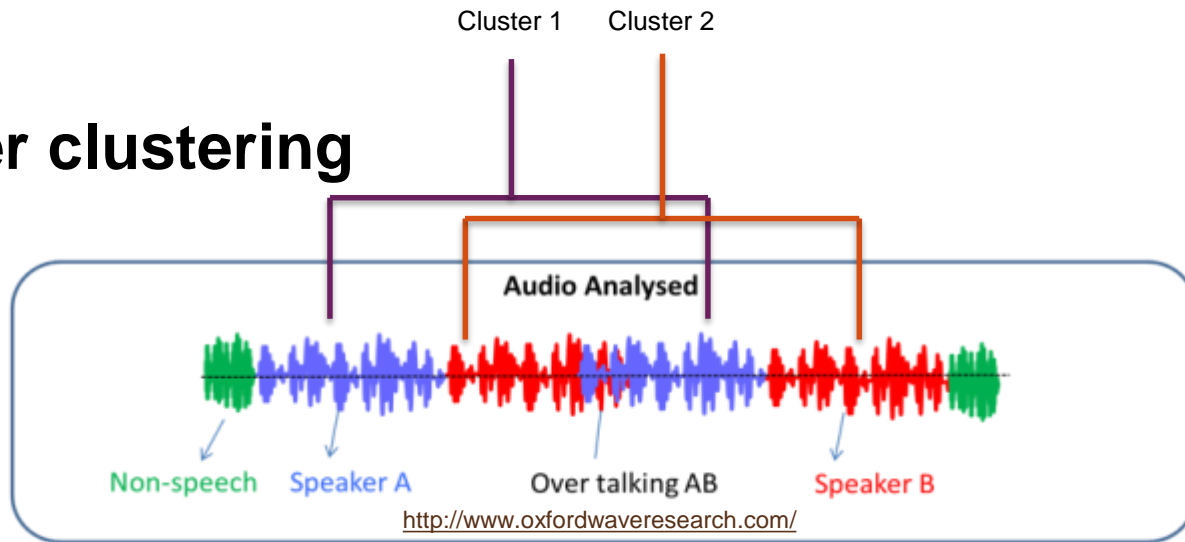 Cluster 1 Cluster 2
er clustering
Audio Analysed
Non-speech Speaker A Over talking AB Speaker B
http://www.oxfordwaveresearch.com/